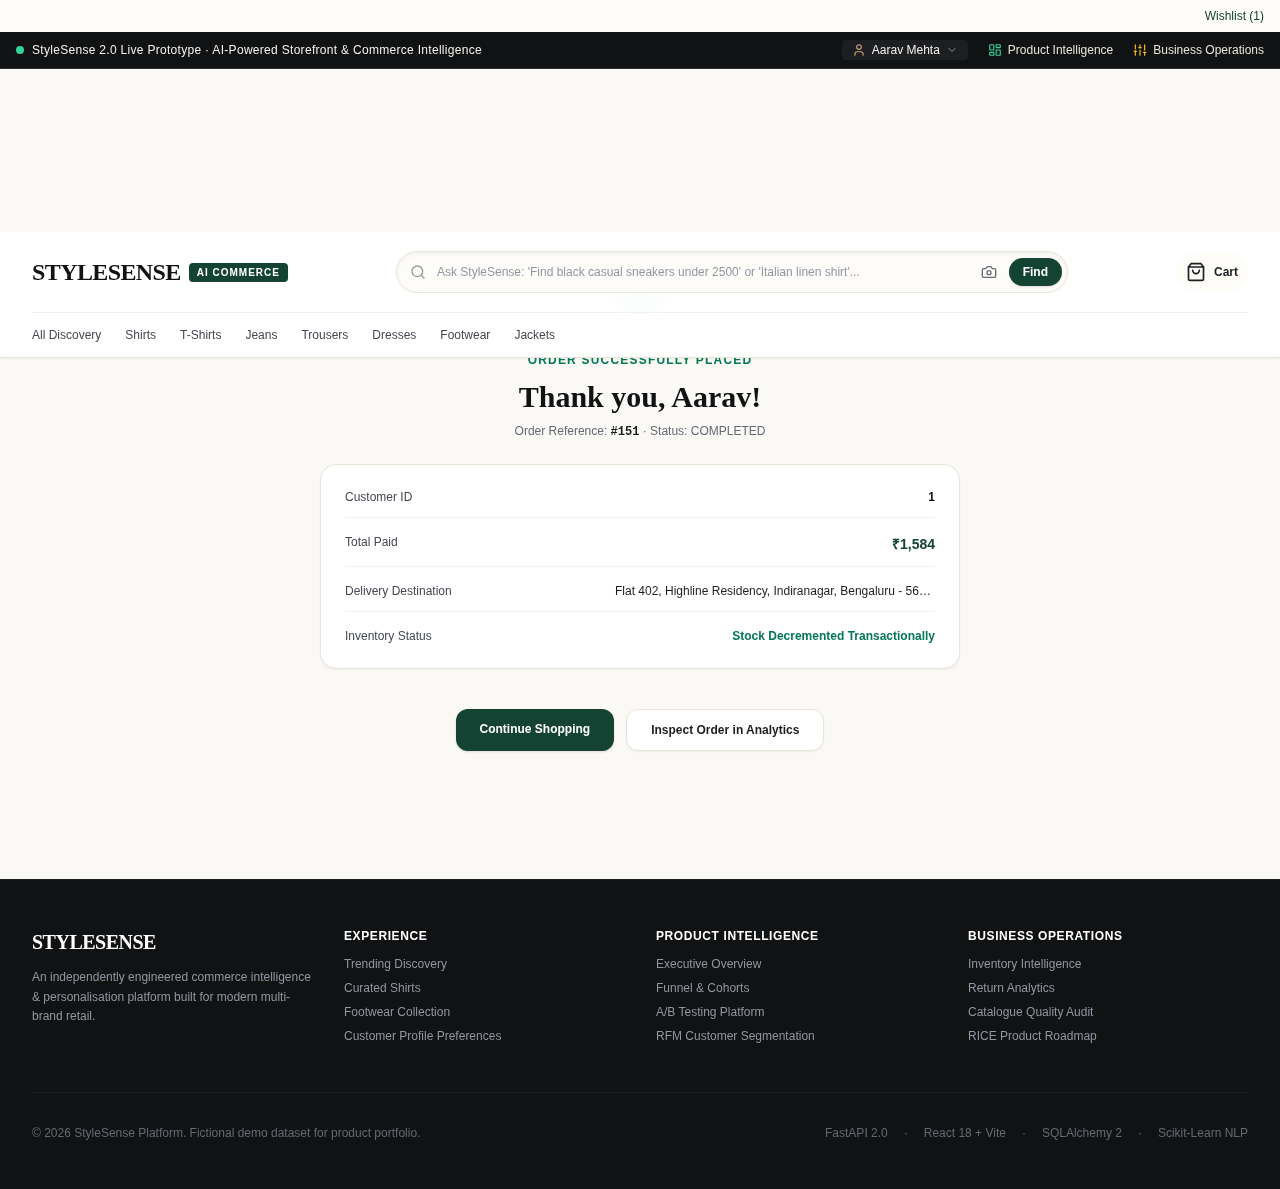 Wishlist (1)
StyleSense 2.0 Live Prototype · AI-Powered Storefront & Commerce Intelligence
Aarav Mehta
Product Intelligence
Business Operations
STYLESENSE
AI COMMERCE
Ask StyleSense: 'Find black casual sneakers under 2500' or 'Italian linen shirt'...
Find
Cart
All Discovery
Shirts
T-Shirts
Jeans
Trousers
Dresses
Footwear
Jackets
ORDER SUCCESSFULLY PLACED
Thank you, Aarav!
Order Reference: #151 · Status: COMPLETED
Customer ID
1
Total Paid
₹1,584
Delivery Destination
Flat 402, Highline Residency, Indiranagar, Bengaluru - 56…
Inventory Status
Stock Decremented Transactionally
Continue Shopping
Inspect Order in Analytics
STYLESENSE
An independently engineered commerce intelligence
& personalisation platform built for modern multi-
brand retail.
EXPERIENCE
Trending Discovery
Curated Shirts
Footwear Collection
Customer Profile Preferences
PRODUCT INTELLIGENCE
Executive Overview
Funnel & Cohorts
A/B Testing Platform
RFM Customer Segmentation
BUSINESS OPERATIONS
Inventory Intelligence
Return Analytics
Catalogue Quality Audit
RICE Product Roadmap
© 2026 StyleSense Platform. Fictional demo dataset for product portfolio.
FastAPI 2.0 · React 18 + Vite · SQLAlchemy 2 · Scikit-Learn NLP